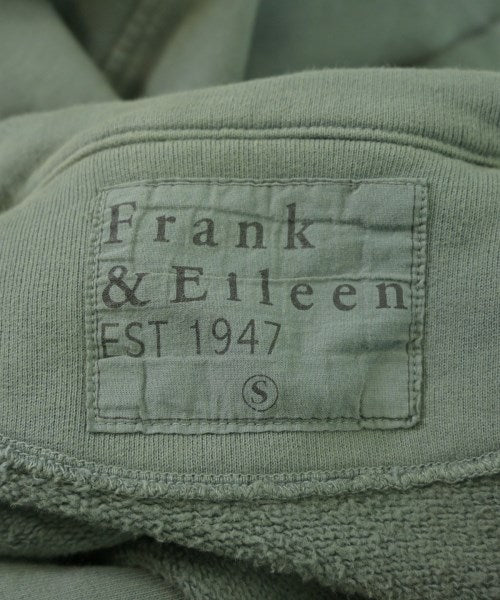 Frank
& Eileen
EST 1947
S